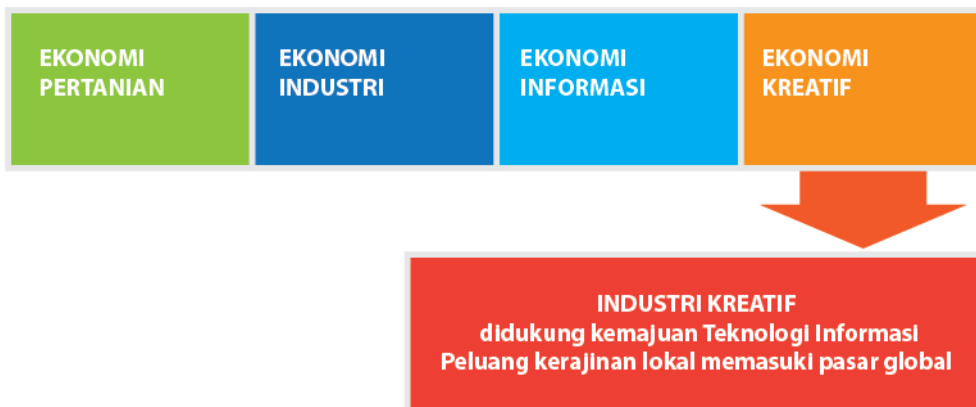 EKONOMI
PERTANIAN
EKONOMI
INDUSTRI
EKONOMI
INFORMASI
EKONOMI
KREATIF
INDUSTRI KREATIF
didukung kemajuan Teknologi Informasi
Peluang kerajinan lokal memasuki pasar global